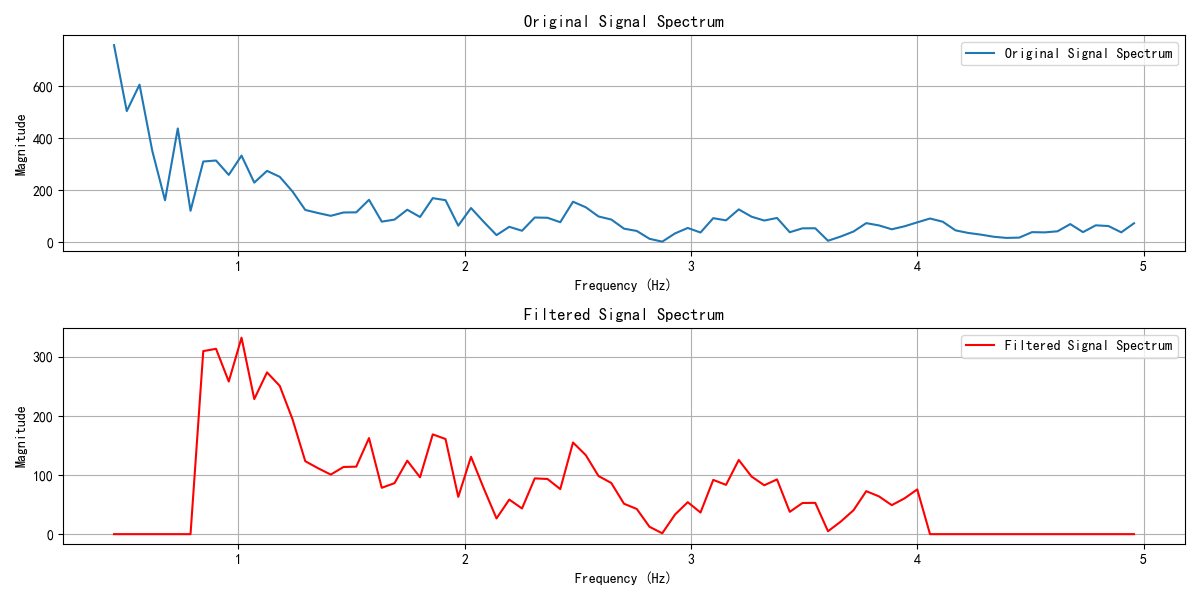 Original Signal Spectrum
Original Signal Spectrum
Magnitude
600
400
200
0
1 2 3 4 5
Frequency (Hz)
Filtered Signal Spectrum
Filtered Signal Spectrum
Magnitude
300
200
100
0
1 2 3 4 5
Frequency (Hz)